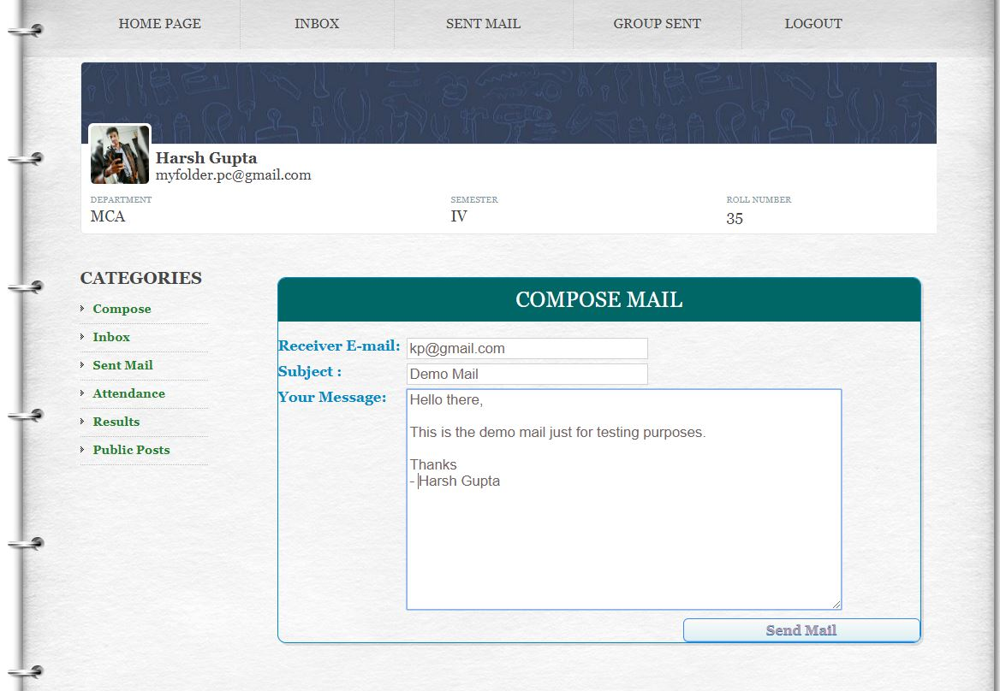 HOME PAGE INBOX SENT MAIL GROUP SENT LOGOUT
Harsh Gupta
myfolder.pc@gmail.com
DEPARTMENT SEMESTER ROLL NUMBER
MCA IV 35
CATEGORIES
Compose
Inbox
Sent Mail
Attendance
Results
Public Posts
COMPOSE MAIL
Receiver E-mail: kp@gmail.com
Subject : Demo Mail
Your Message: Hello there,
This is the demo mail just for testing purposes.
Thanks
- Harsh Gupta
Send Mail